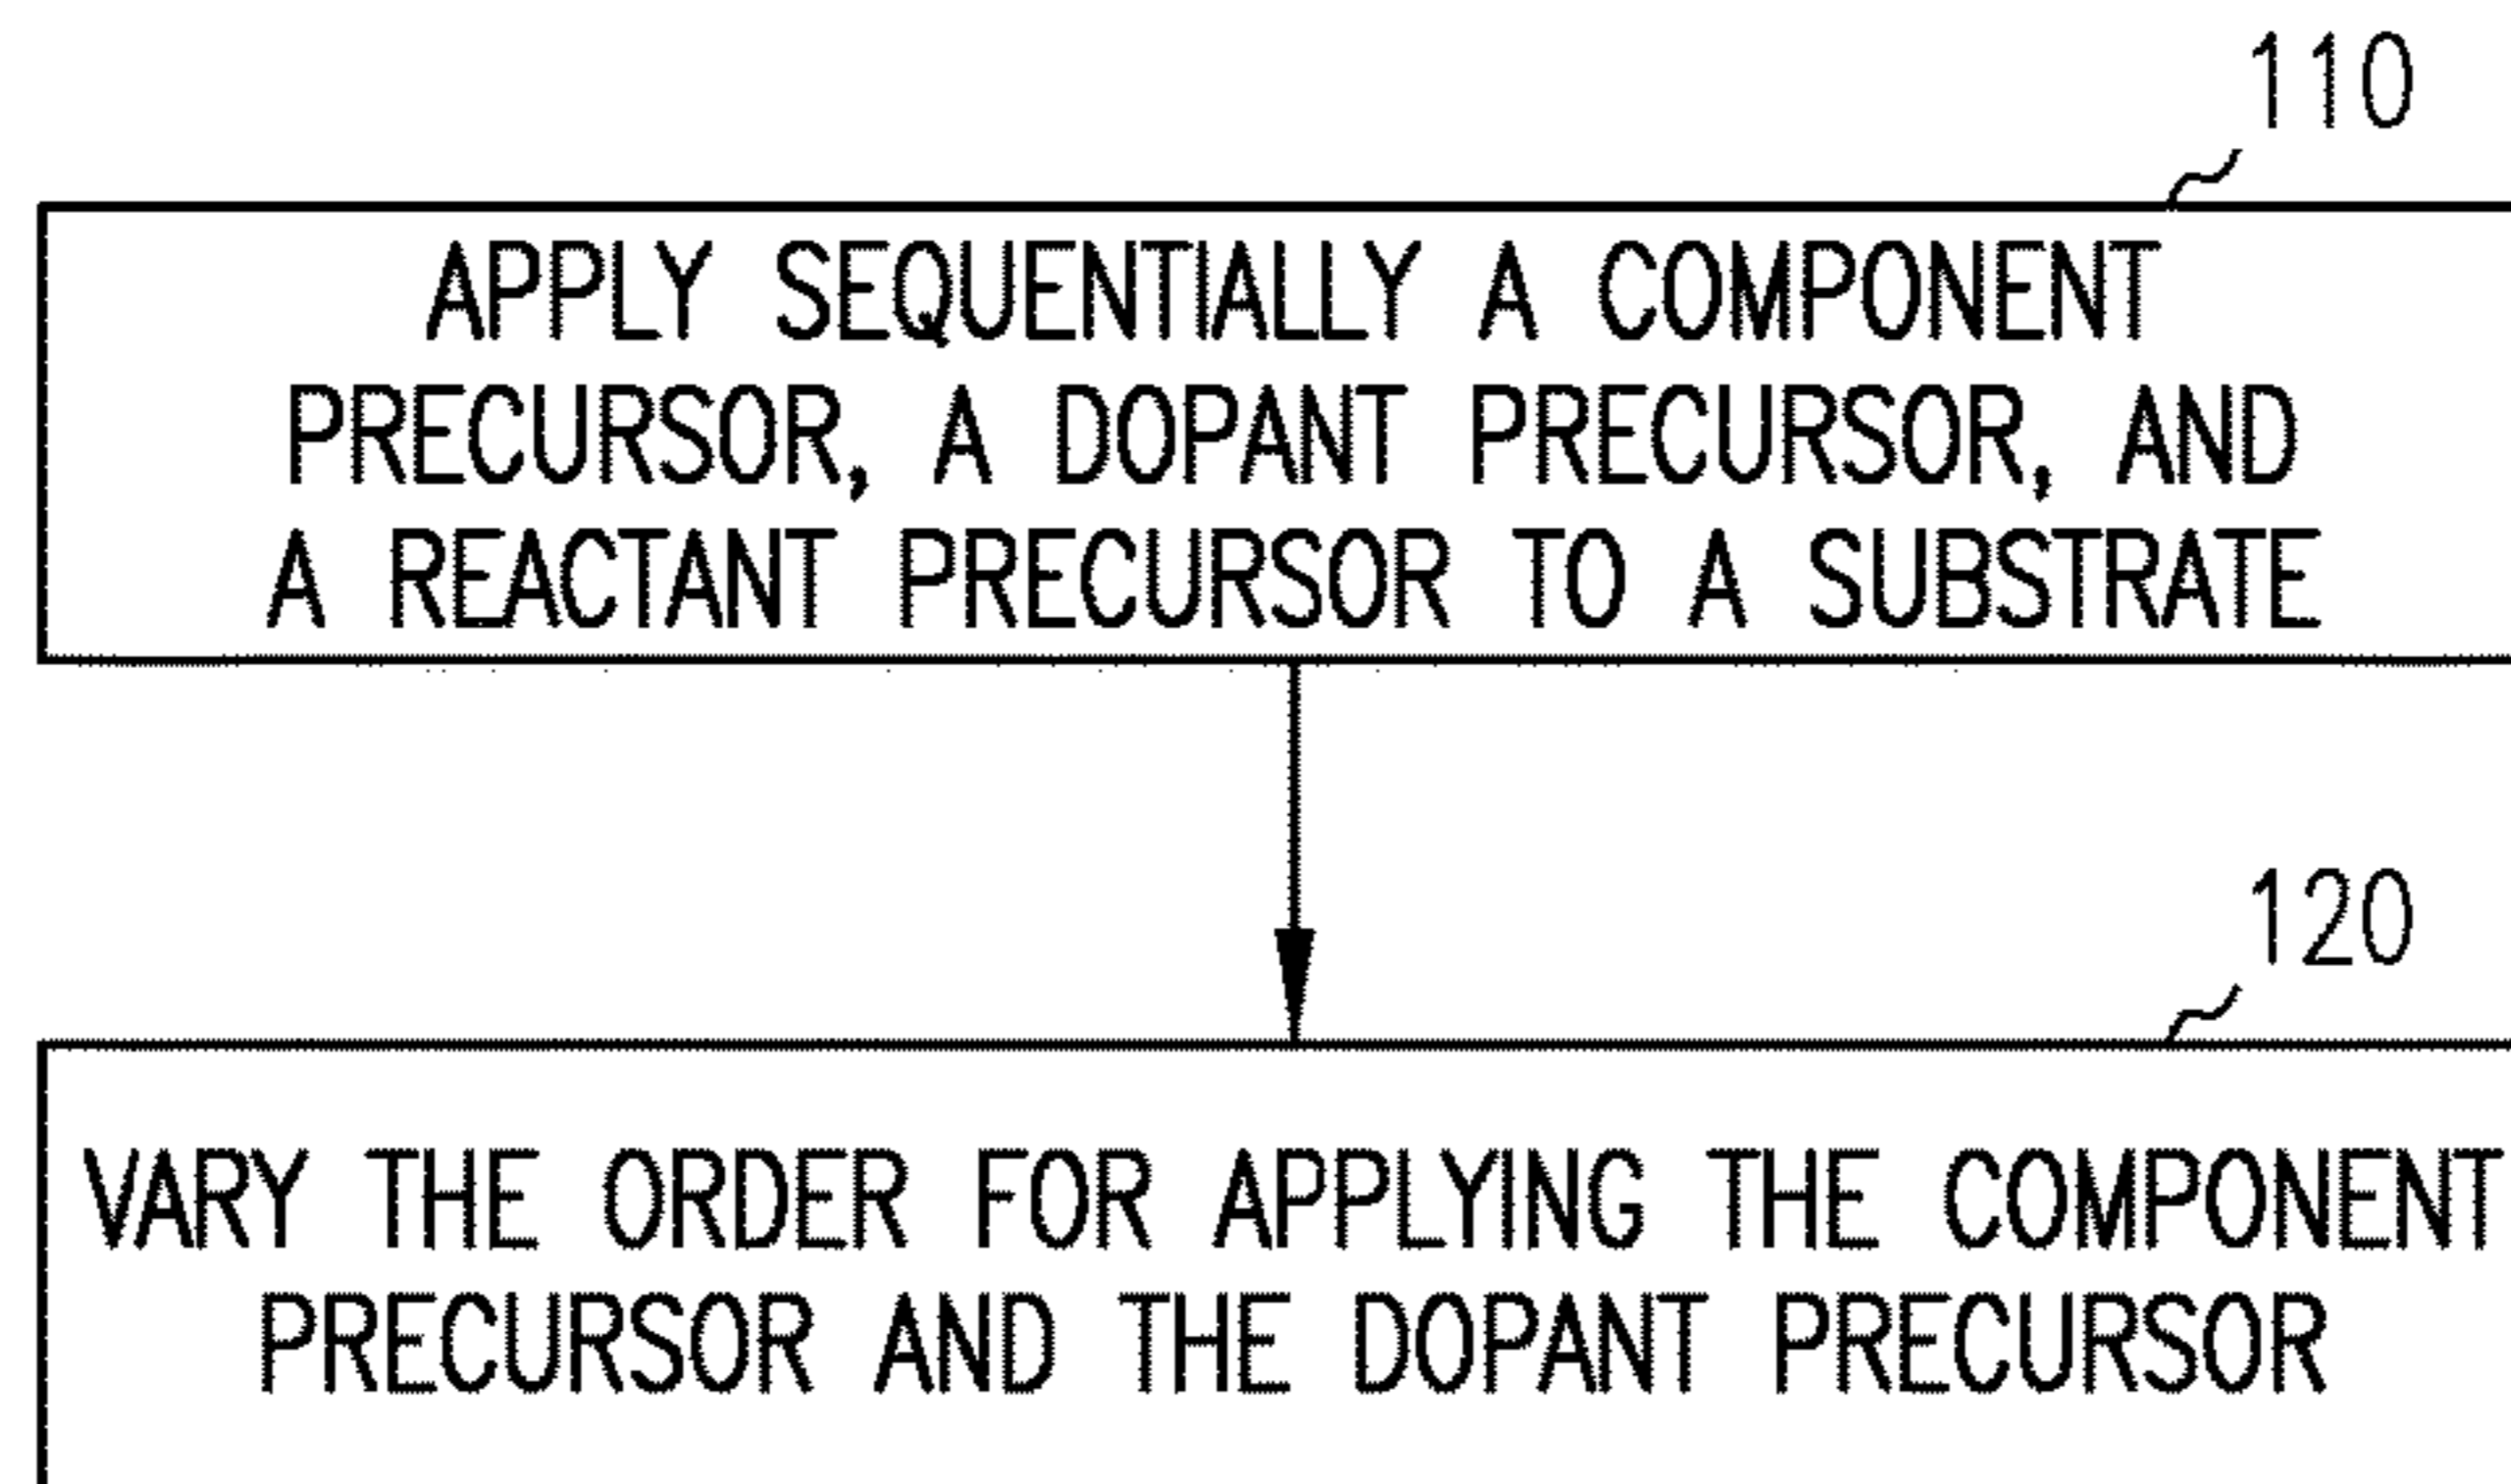 110
APPLY SEQUENTIALLY A COMPONENT
PRECURSOR, A DOPANT PRECURSOR, AND
A REACTANT PRECURSOR TO A SUBSTRATE
120
VARY THE ORDER FOR APPLYING THE COMPONENT
PRECURSOR AND THE DOPANT PRECURSOR